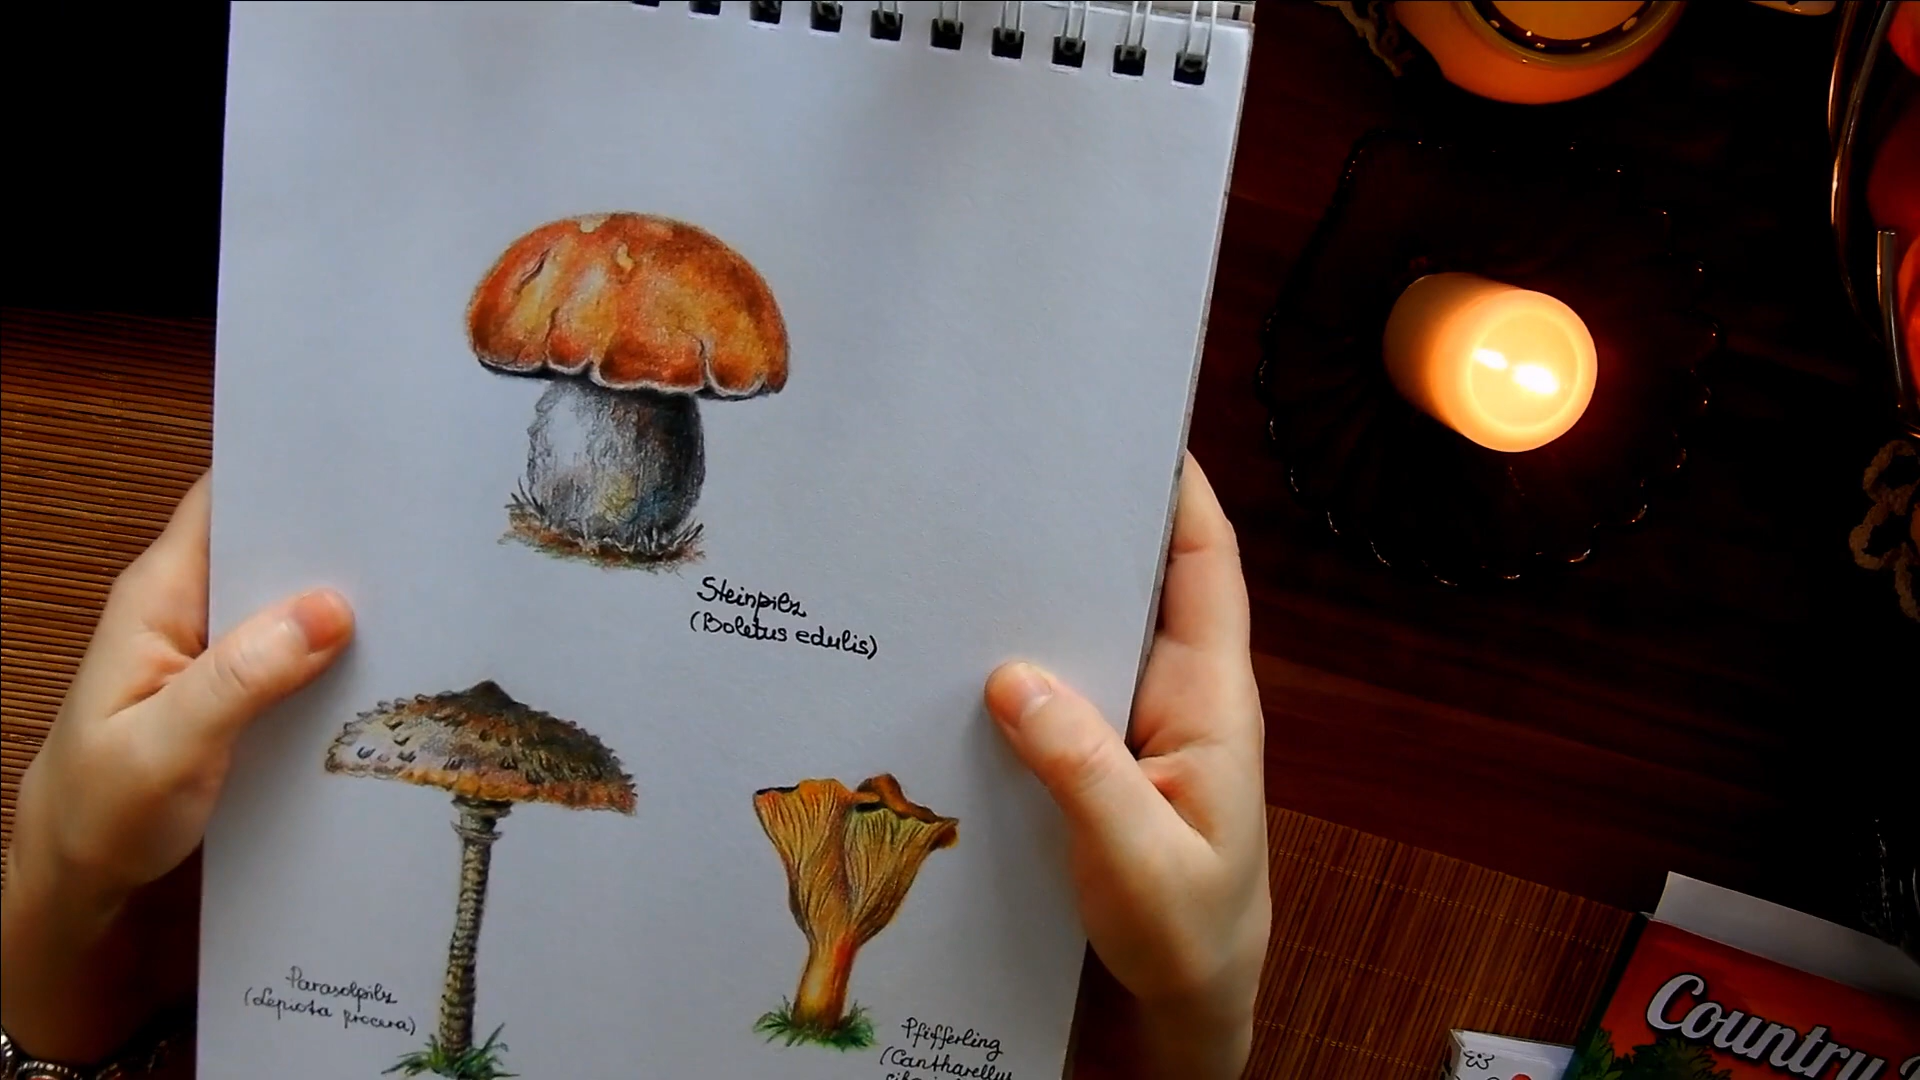 Steinpilz
(Boletus edulis)
Parasolpilz
(Lepiota procera)
Pfifferling
(Cantharellus
Country